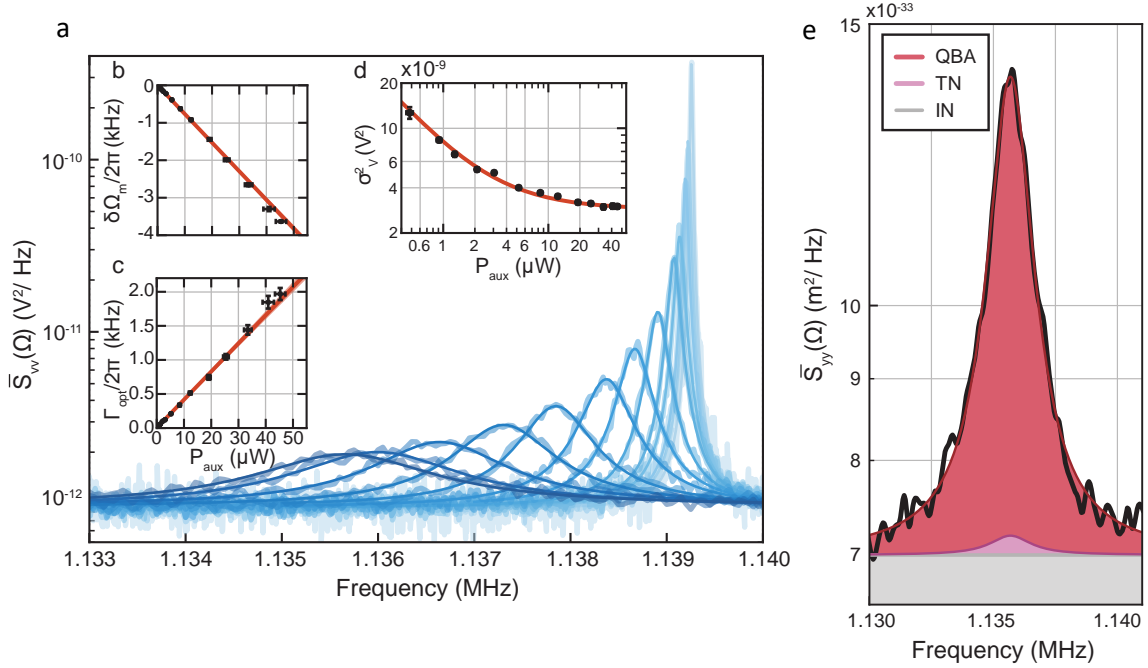 a
S̅vv(Ω) (V²/ Hz)
10⁻¹⁰
10⁻¹¹
10⁻¹²
1.133 1.134 1.135 1.136 1.137 1.138 1.139 1.140
Frequency (MHz)
b
δΩm/2π (kHz)
0
-1
-2
-3
-4
c
Γopt/2π (kHz)
2.0
1.5
1.0
0.5
0.0
0 10 20 30 40 50
Paux (μW)
d
x10⁻⁹
σ²v (V²)
20
10
6
4
2
0.6 1 2 4 6 10 20 40
Paux (μW)
e
x10⁻³³
15
10
9
8
7
S̅yy(Ω) (m²/ Hz)
QBA
TN
IN
1.130 1.135 1.140
Frequency (MHz)